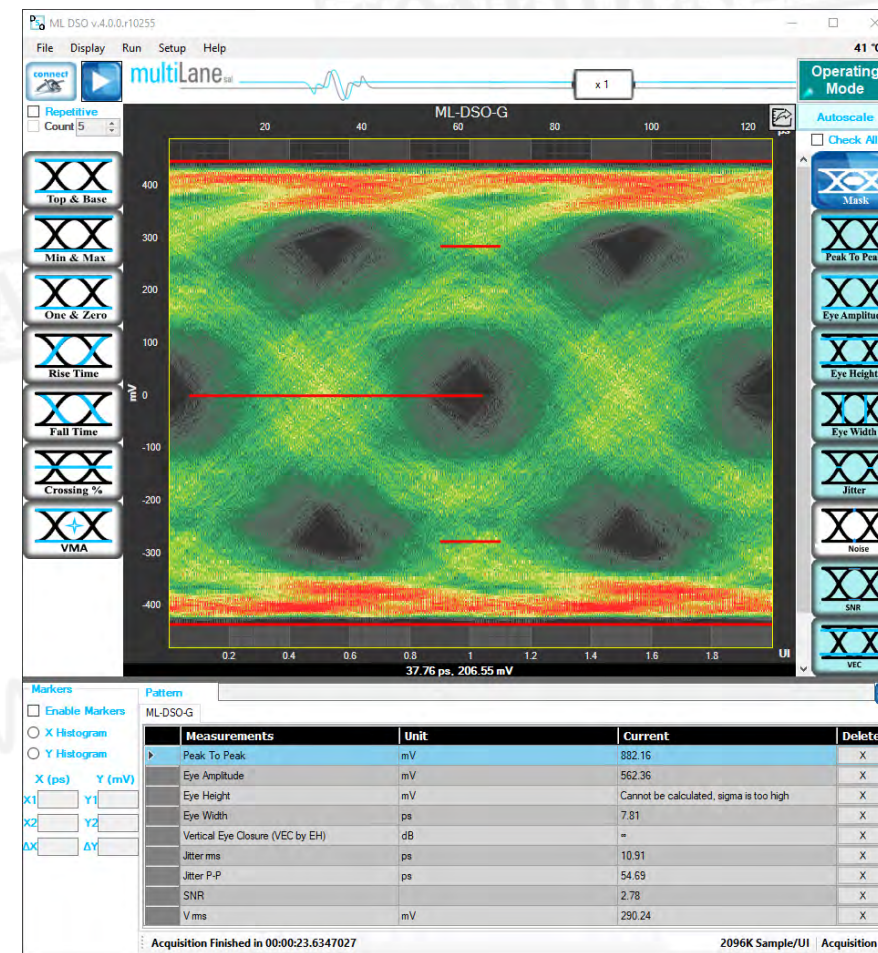 ML DSO v.4.0.0.r10255
File Display Run Setup Help
41 °C
connect
multiLane sal
x 1
Operating
Mode
Repetitive
Count 5
ML-DSO-G
Autoscale
Check All
20 40 60 80 100 120 ps
Top & Base
Min & Max
One & Zero
Rise Time
Fall Time
Crossing %
VMA
400
300
200
100
0
-100
-200
-300
-400
mV
0.2 0.4 0.6 0.8 1 1.2 1.4 1.6 1.8 UI
37.76 ps, 206.55 mV
Mask
Peak To Pea
Eye Amplitud
Eye Height
Eye Width
Jitter
Noise
SNR
VEC
Markers
Enable Markers
X Histogram
Y Histogram
X (ps) Y (mV)
X1 Y1
X2 Y2
ΔX ΔY
Pattern
ML-DSO-G
Measurements Unit Current Delete
Peak To Peak mV 882.16 X
Eye Amplitude mV 562.36 X
Eye Height mV Cannot be calculated, sigma is too high X
Eye Width ps 7.81 X
Vertical Eye Closure (VEC by EH) dB X
Jitter rms ps 10.91 X
Jitter P-P ps 54.69 X
SNR 2.78 X
V rms mV 290.24 X
Acquisition Finished in 00:00:23.6347027
2096K Sample/UI Acquisition